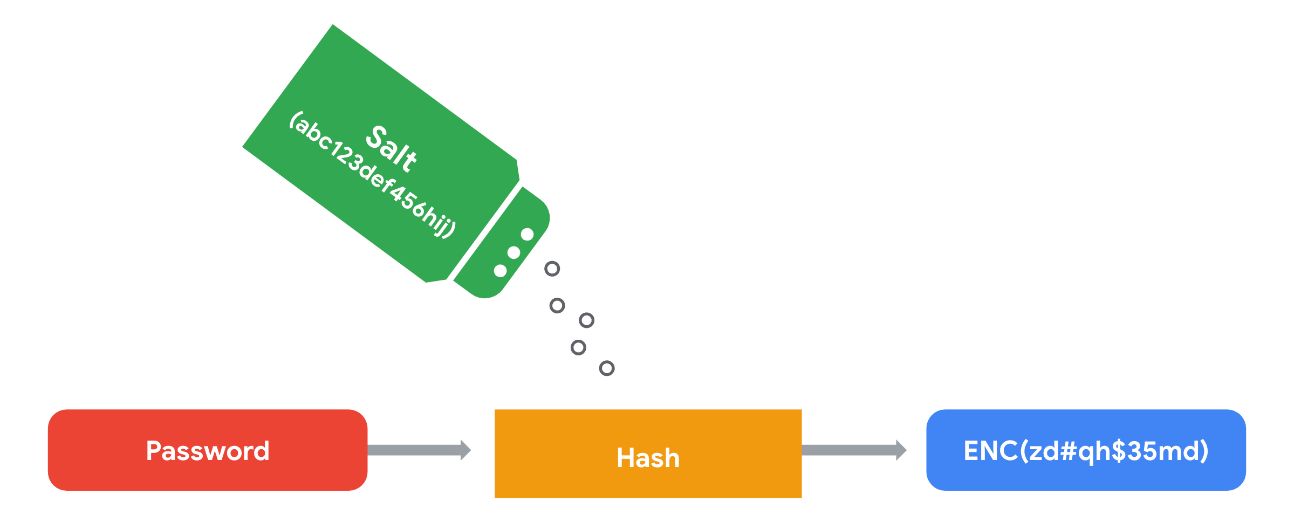 Salt
(abc123def456hij)
Password
Hash
ENC(zd#qh$35md)